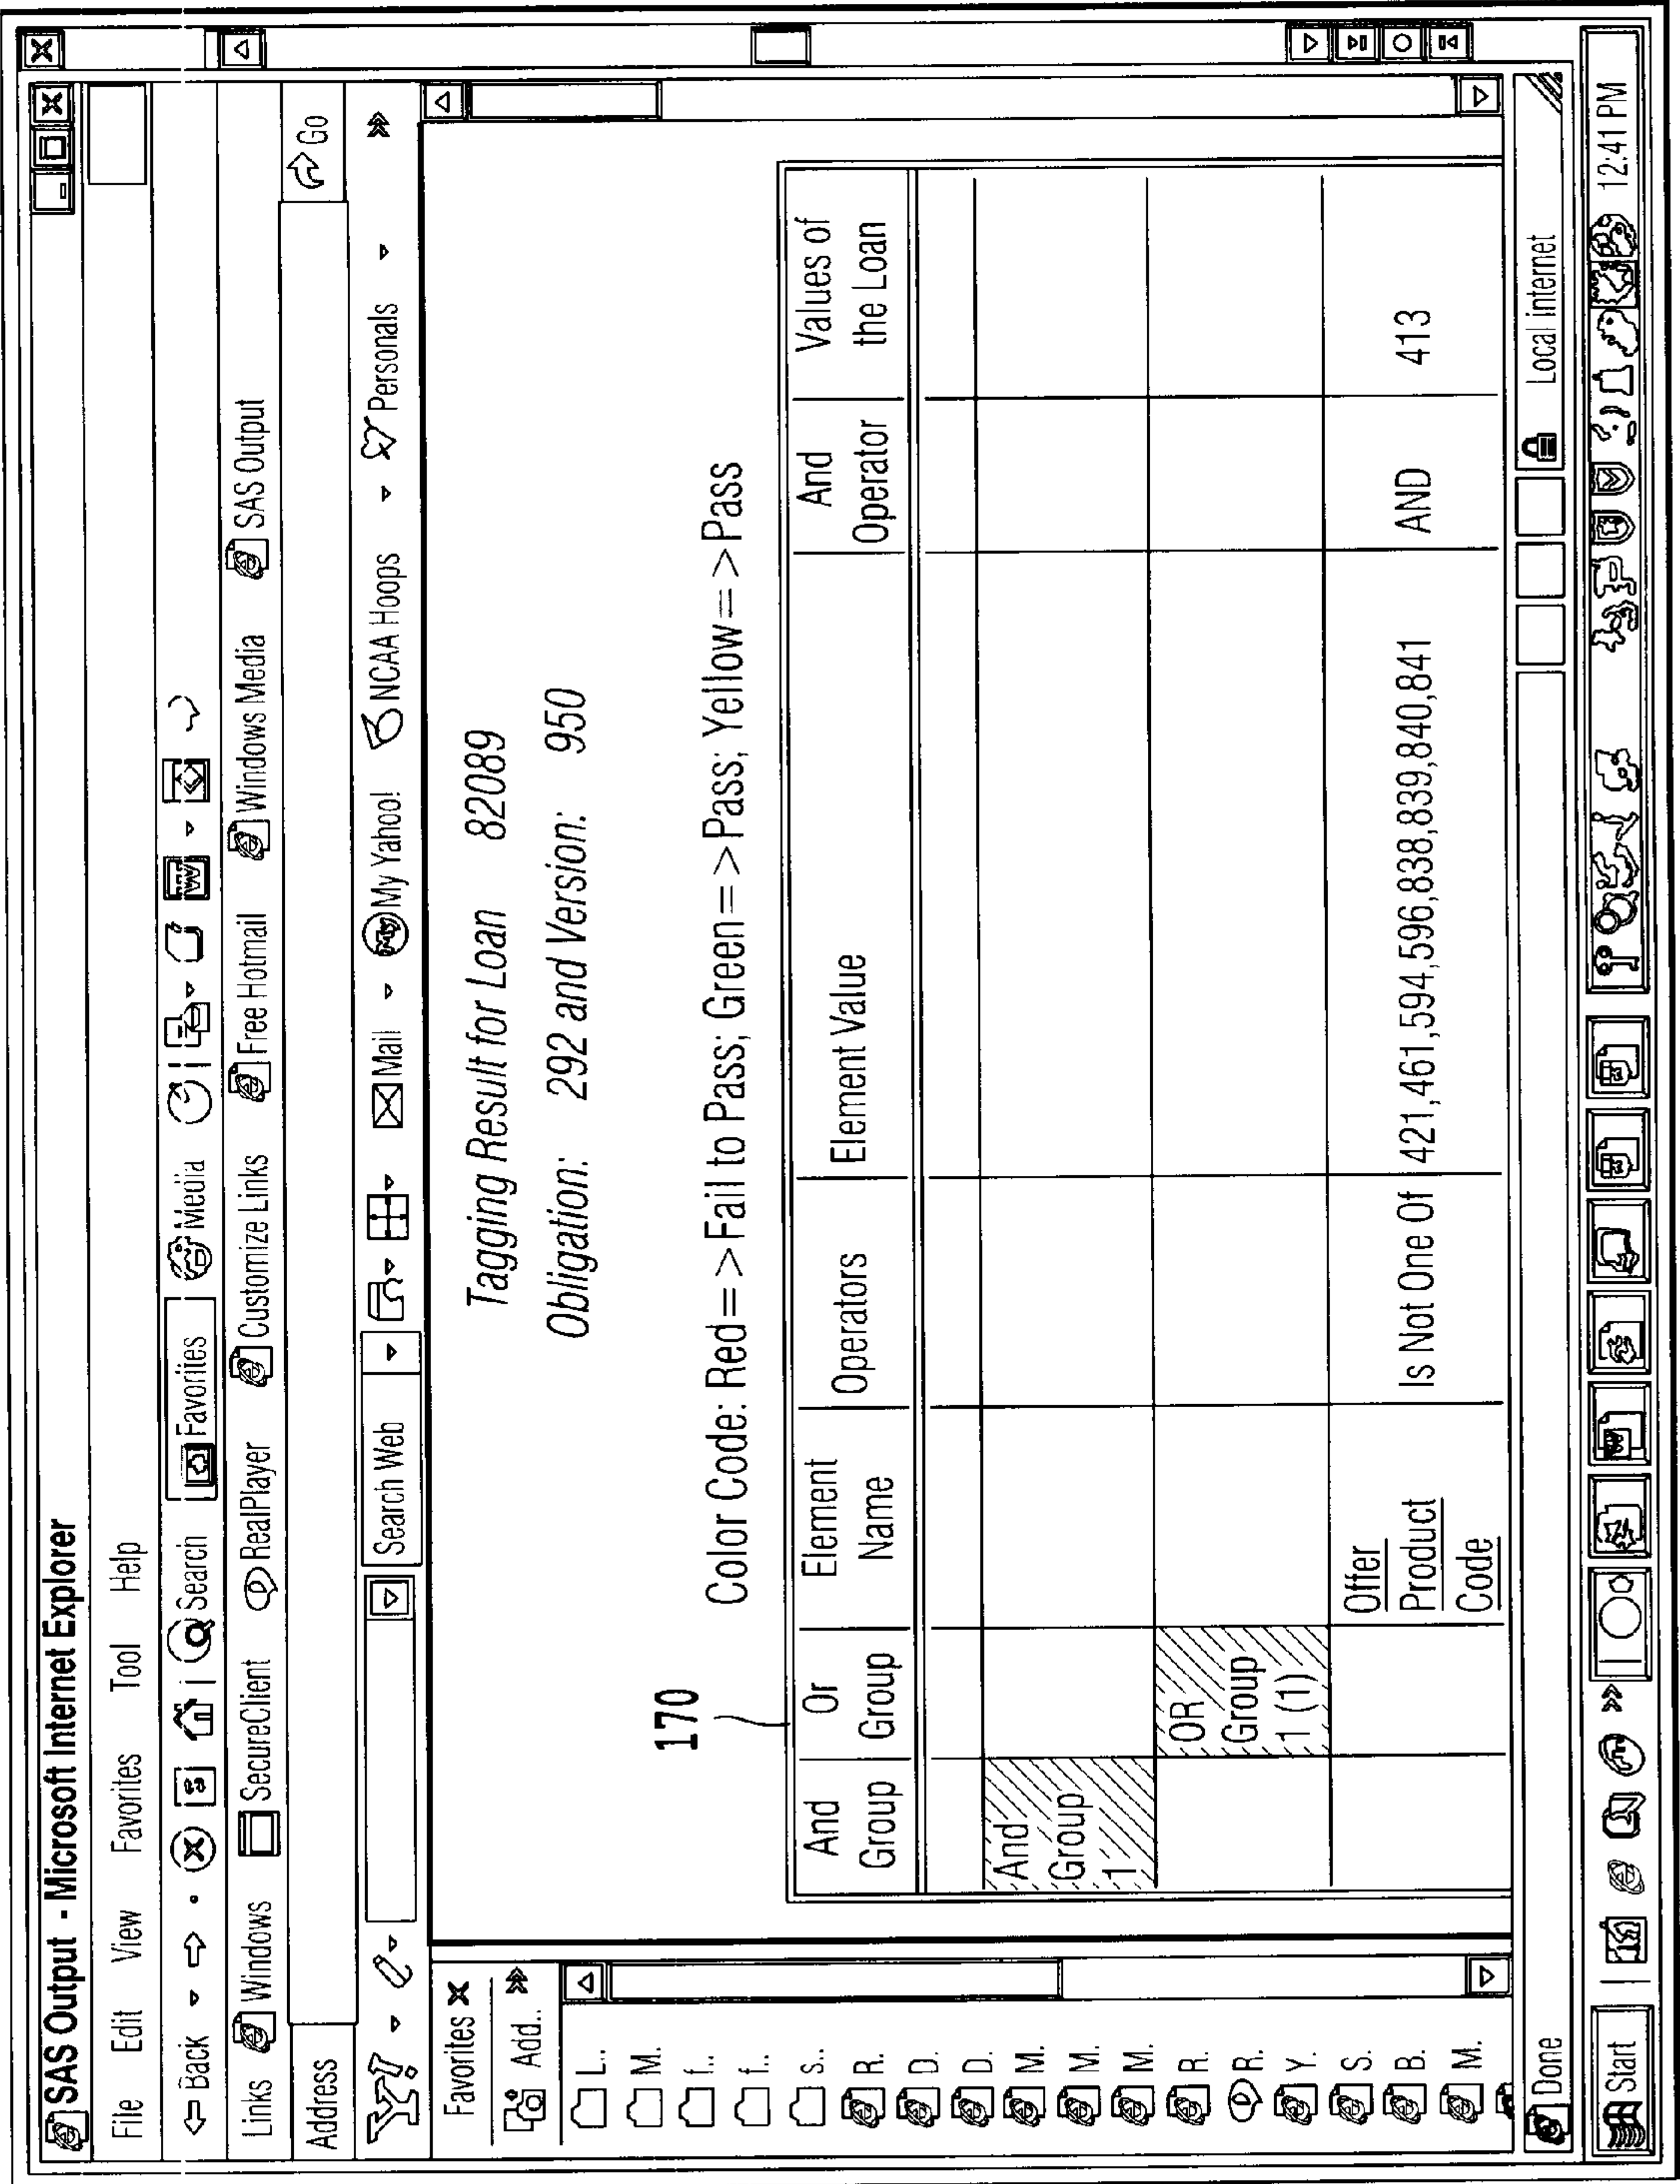 SAS Output - Microsoft Internet Explorer
File Edit View Favorites Tool Help
Back Search Favorites Media
Links Windows SecureClient RealPlayer Customize Links Free Hotmail Windows Media SAS Output
Address Go
Y! Search Web Mail My Yahoo! NCAA Hoops Personals
Favorites X
Add..
L..
M.
f..
f..
s..
R.
D.
D.
M.
M.
M.
R.
R.
Y.
S.
B.
M.
Tagging Result for Loan 82089
Obligation: 292 and Version: 950
170
Color Code: Red=>Fail to Pass; Green=>Pass; Yellow=>Pass
And Group Or Group Element Name Operators Element Value And Operator Values of the Loan
And Group 1
OR Group 1 (1)
Offer Product Code Is Not One Of 421,461,594,596,838,839,840,841 AND 413
Done Local internet
Start 12:41 PM